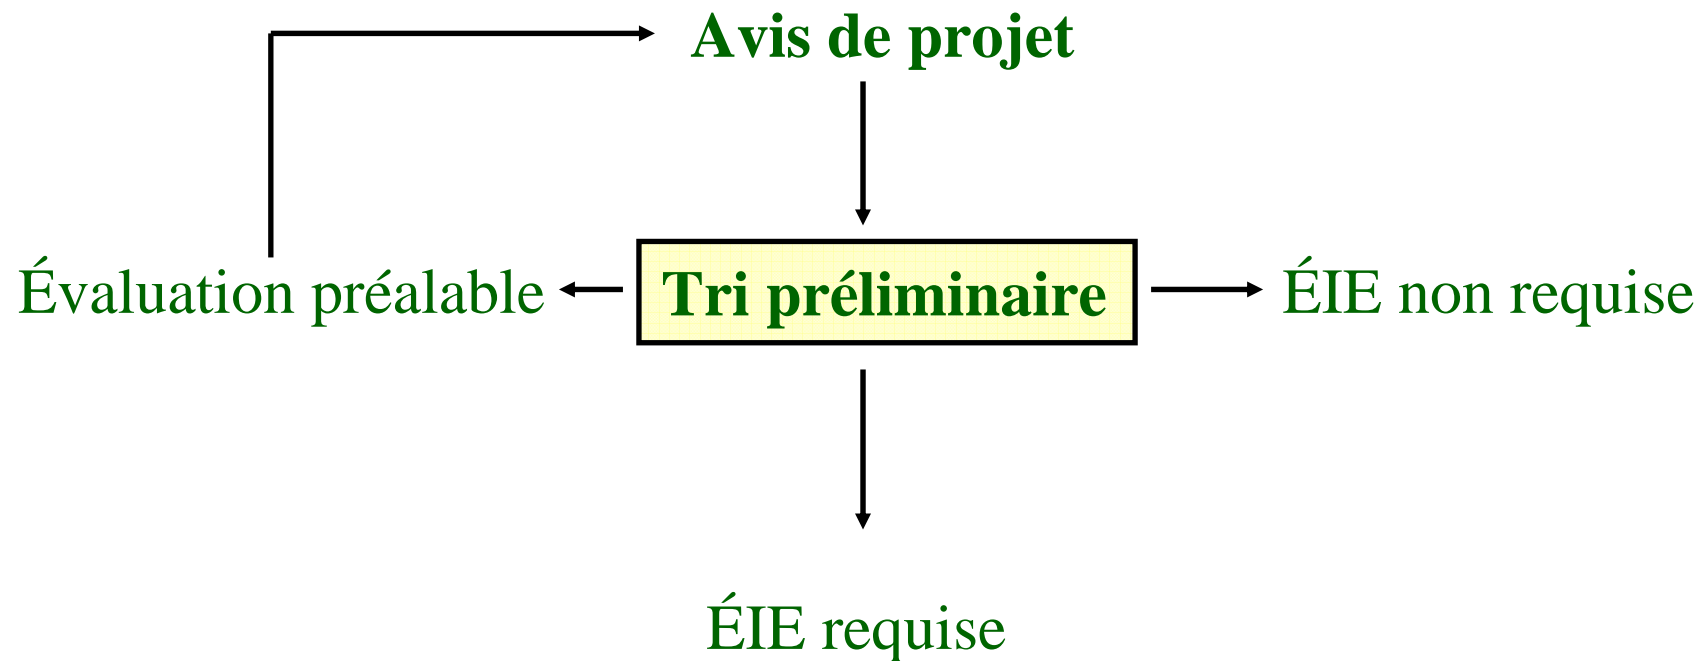 Avis de projet
Évaluation préalable
Tri préliminaire
ÉIE non requise
ÉIE requise